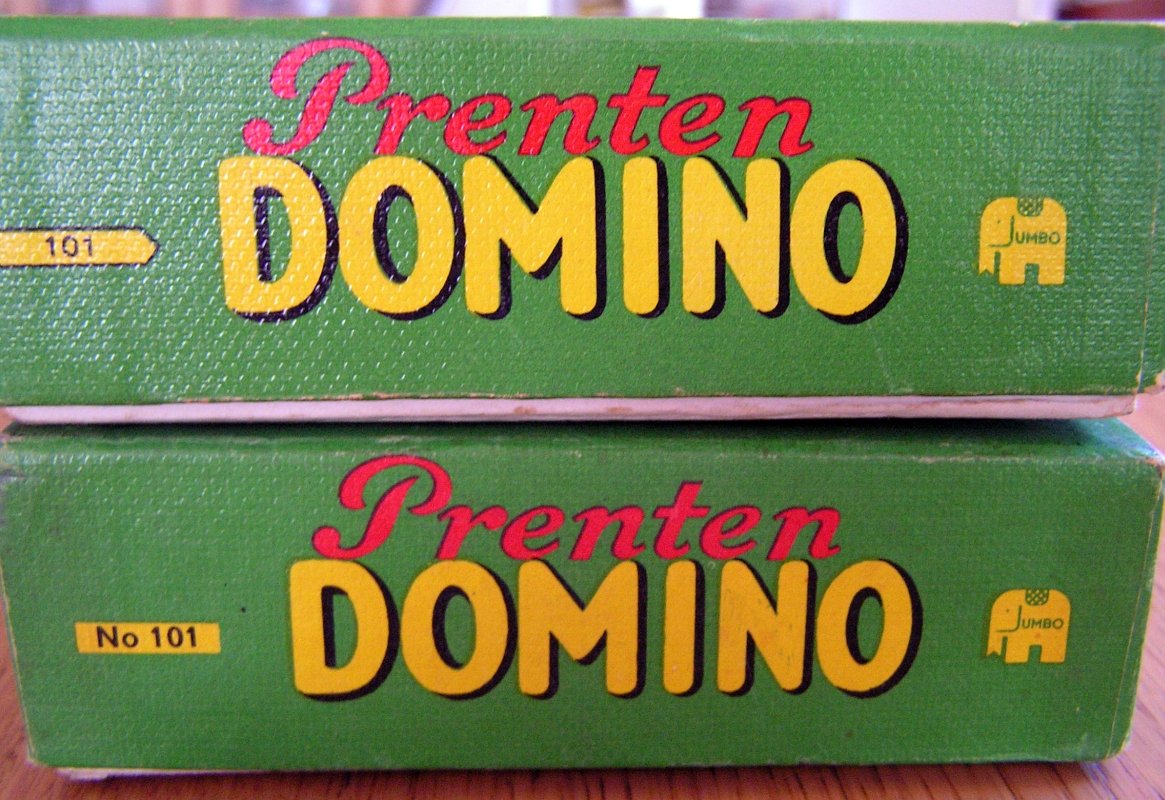 Prenten
DOMINO
101
JUMBO
Prenten
DOMINO
No 101
JUMBO